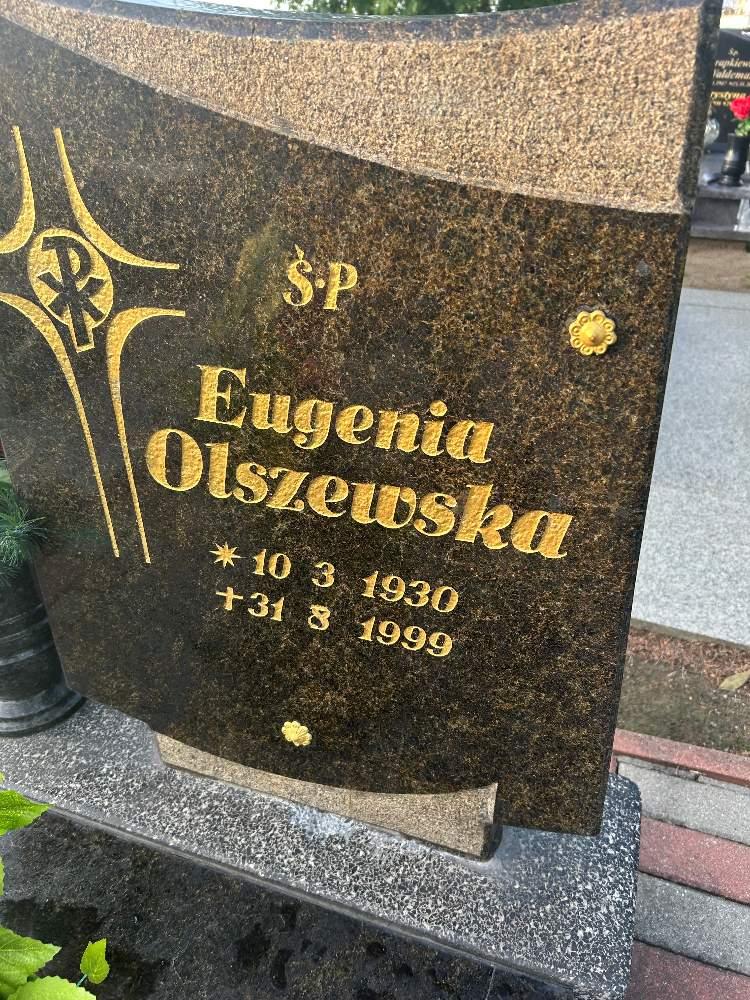 Ś.P
Eugenia
Olszewska
* 10 3 1930
+ 31 8 1999